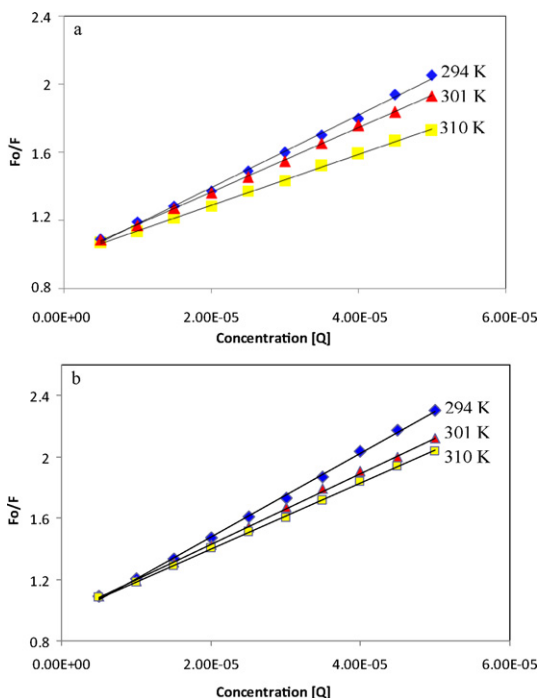 a
2.4
2
1.6
1.2
0.8
Fo/F
294 K
301 K
310 K
0.00E+00 2.00E-05 4.00E-05 6.00E-05
Concentration [Q]
b
2.4
2
1.6
1.2
0.8
Fo/F
294 K
301 K
310 K
0.00E+00 2.00E-05 4.00E-05 6.00E-05
Concentration [Q]